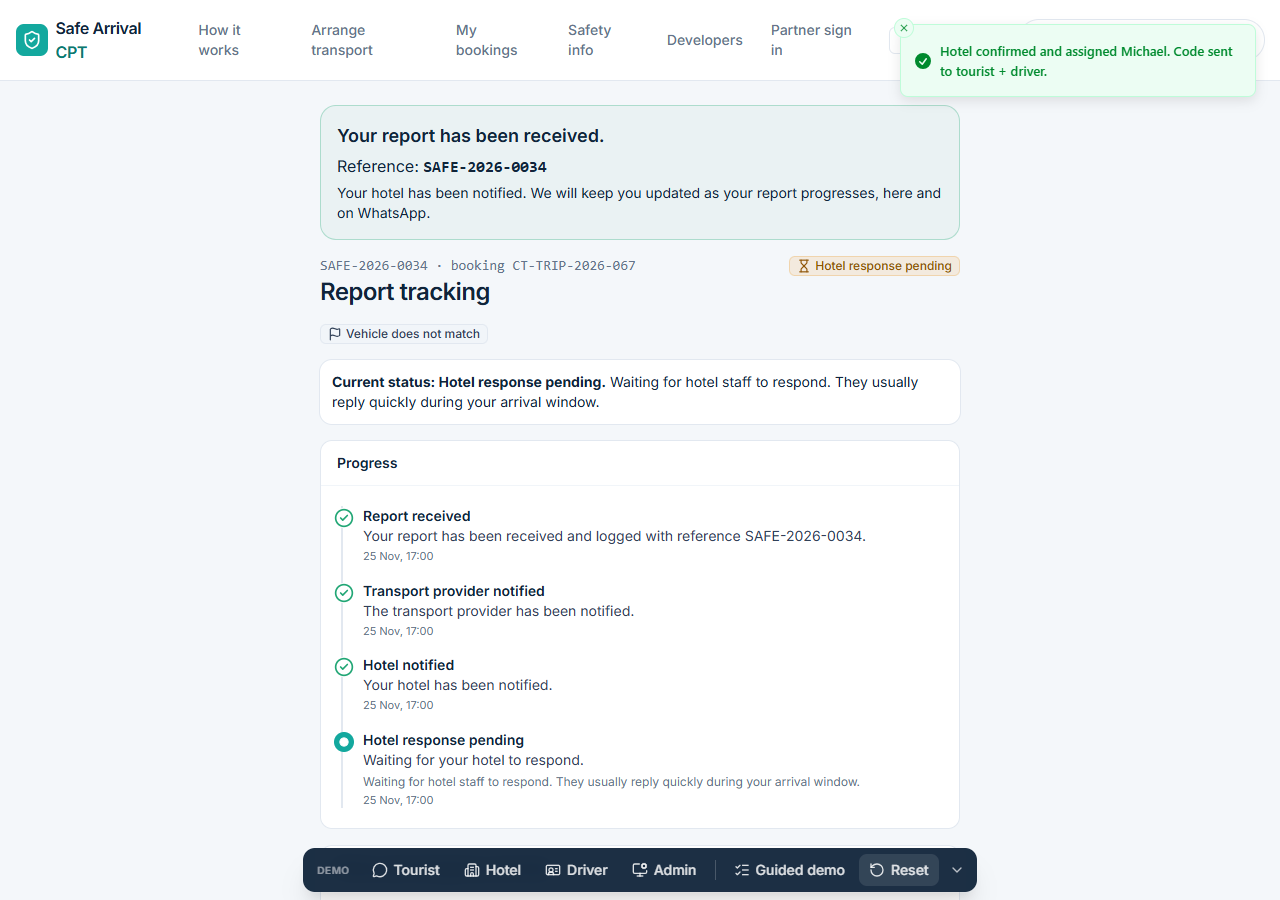 Safe Arrival
CPT
How it
works
Arrange
transport
My
bookings
Safety
info
Developers
Partner sign
in
Hotel confirmed and assigned Michael. Code sent
to tourist + driver.
Your report has been received.
Reference: SAFE-2026-0034
Your hotel has been notified. We will keep you updated as your report progresses, here and
on WhatsApp.
SAFE-2026-0034 · booking CT-TRIP-2026-067
Hotel response pending
Report tracking
Vehicle does not match
Current status: Hotel response pending. Waiting for hotel staff to respond. They usually
reply quickly during your arrival window.
Progress
Report received
Your report has been received and logged with reference SAFE-2026-0034.
25 Nov, 17:00
Transport provider notified
The transport provider has been notified.
25 Nov, 17:00
Hotel notified
Your hotel has been notified.
25 Nov, 17:00
Hotel response pending
Waiting for your hotel to respond.
Waiting for hotel staff to respond. They usually reply quickly during your arrival window.
25 Nov, 17:00
DEMO
Tourist
Hotel
Driver
Admin
Guided demo
Reset